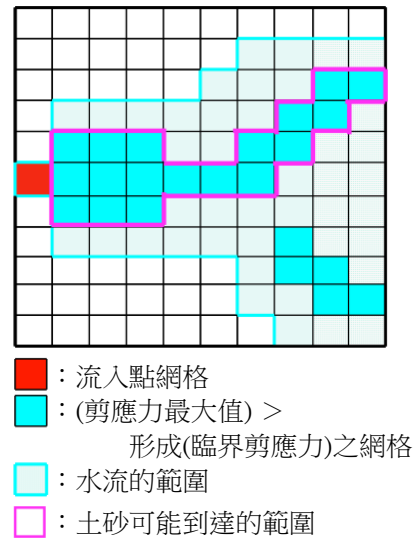 ：流入點網格
：(剪應力最大值) ＞
形成(臨界剪應力)之網格
：水流的範圍
：土砂可能到達的範圍